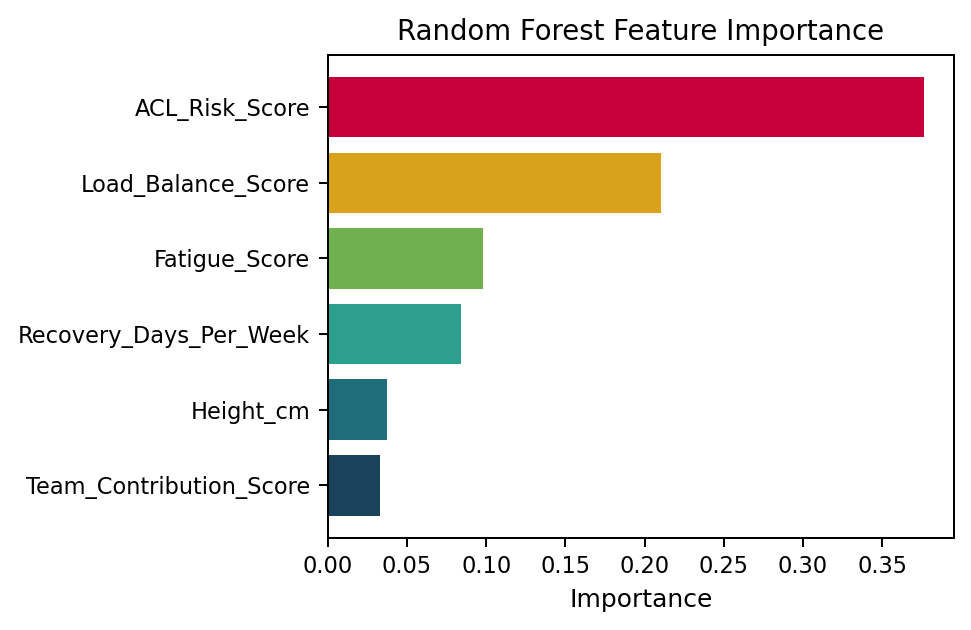 Random Forest Feature Importance
ACL_Risk_Score
Load_Balance_Score
Fatigue_Score
Recovery_Days_Per_Week
Height_cm
Team_Contribution_Score
0.00 0.05 0.10 0.15 0.20 0.25 0.30 0.35
Importance